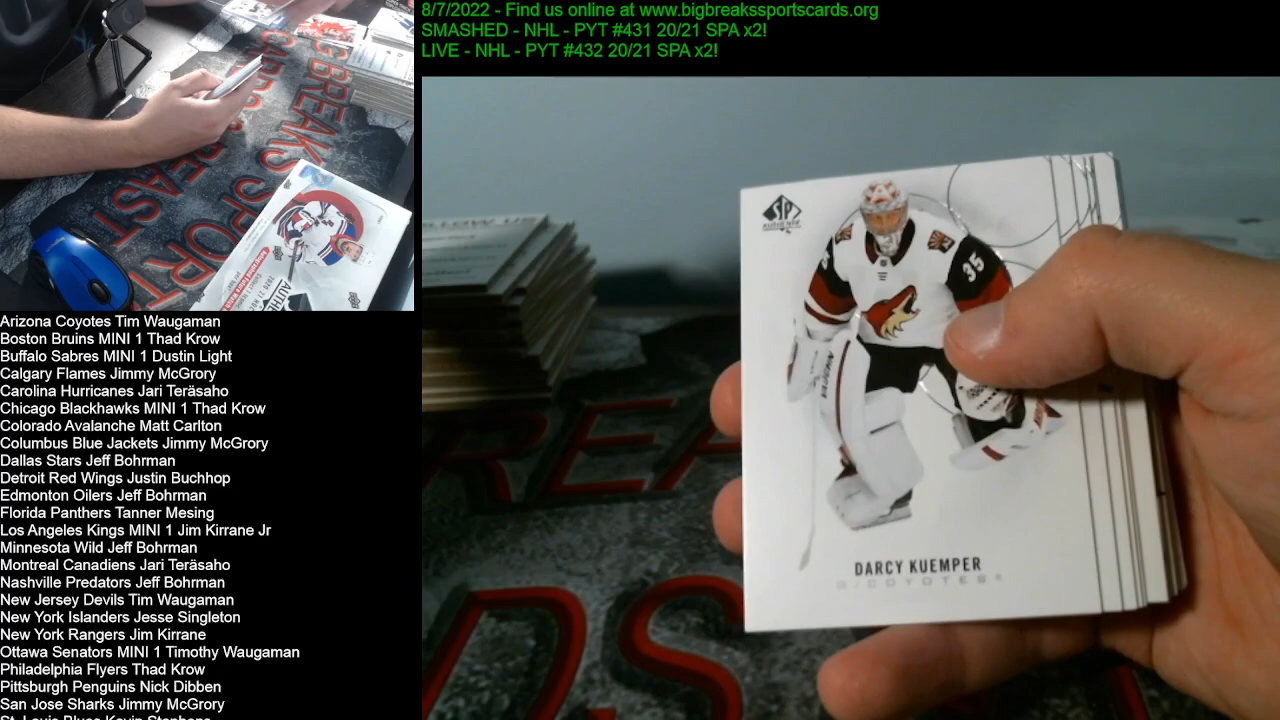 8/7/2022 - Find us online at www.bigbreakssportscards.org
SMASHED - NHL - PYT #431 20/21 SPA x2!
LIVE - NHL - PYT #432 20/21 SPA x2!
Arizona Coyotes Tim Waugaman
Boston Bruins MINI 1 Thad Krow
Buffalo Sabres MINI 1 Dustin Light
Calgary Flames Jimmy McGrory
Carolina Hurricanes Jari Teräsaho
Chicago Blackhawks MINI 1 Thad Krow
Colorado Avalanche Matt Carlton
Columbus Blue Jackets Jimmy McGrory
Dallas Stars Jeff Bohrman
Detroit Red Wings Justin Buchhop
Edmonton Oilers Jeff Bohrman
Florida Panthers Tanner Mesing
Los Angeles Kings MINI 1 Jim Kirrane Jr
Minnesota Wild Jeff Bohrman
Montreal Canadiens Jari Teräsaho
Nashville Predators Jeff Bohrman
New Jersey Devils Tim Waugaman
New York Islanders Jesse Singleton
New York Rangers Jim Kirrane
Ottawa Senators MINI 1 Timothy Waugaman
Philadelphia Flyers Thad Krow
Pittsburgh Penguins Nick Dibben
San Jose Sharks Jimmy McGrory
St. Louis Blues Kevin Stephens
SP
AUTHENTIC
35
DARCY KUEMPER
G/COYOTES